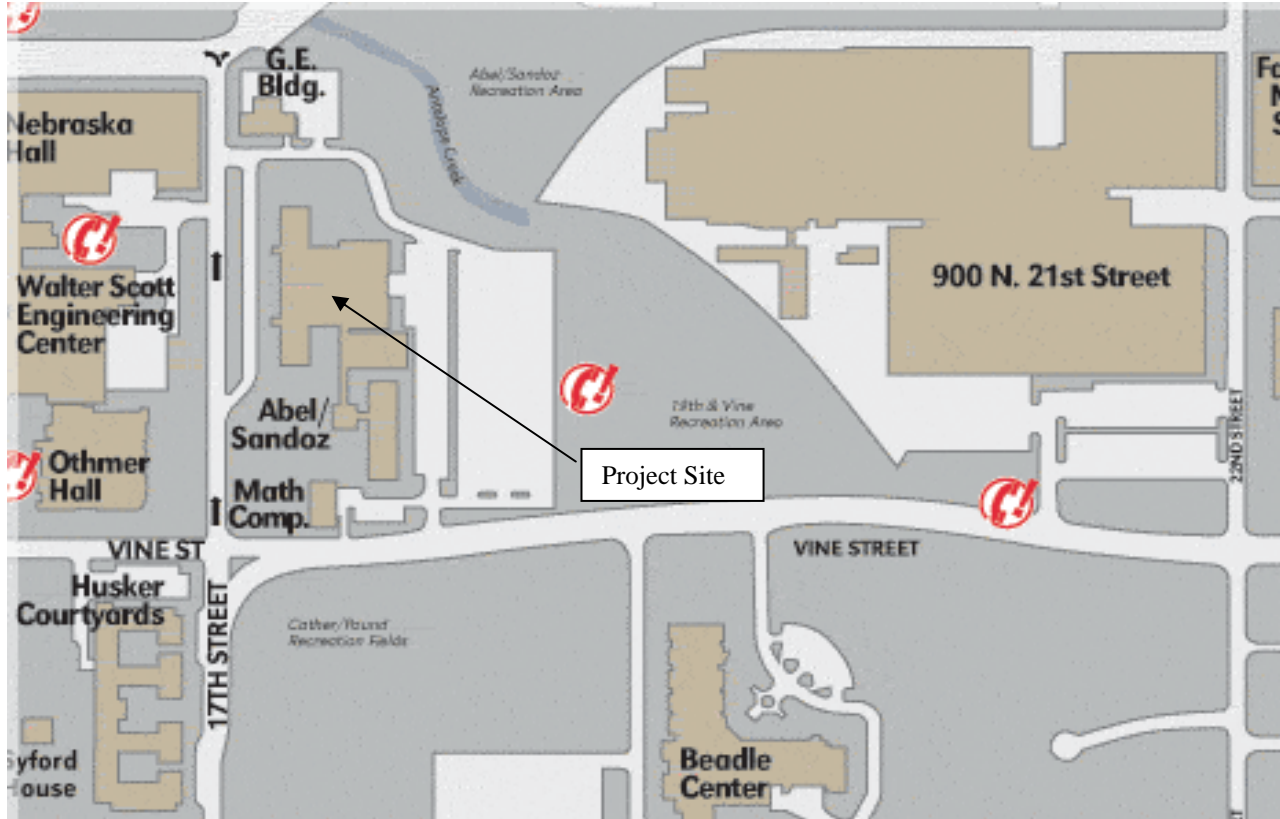 G.E.
Bldg.
Abel/Sandoz
Recreation Area
Antelope Creek
Nebraska
Hall
900 N. 21st Street
Walter Scott
Engineering
Center
19th & Vine
Recreation Area
Abel/
Sandoz
22ND STREET
Othmer
Hall
Project Site
Math
Comp.
VINE ST
VINE STREET
Husker
Courtyards
17TH STREET
Cather/Pound
Recreation Fields
Beadle
Center